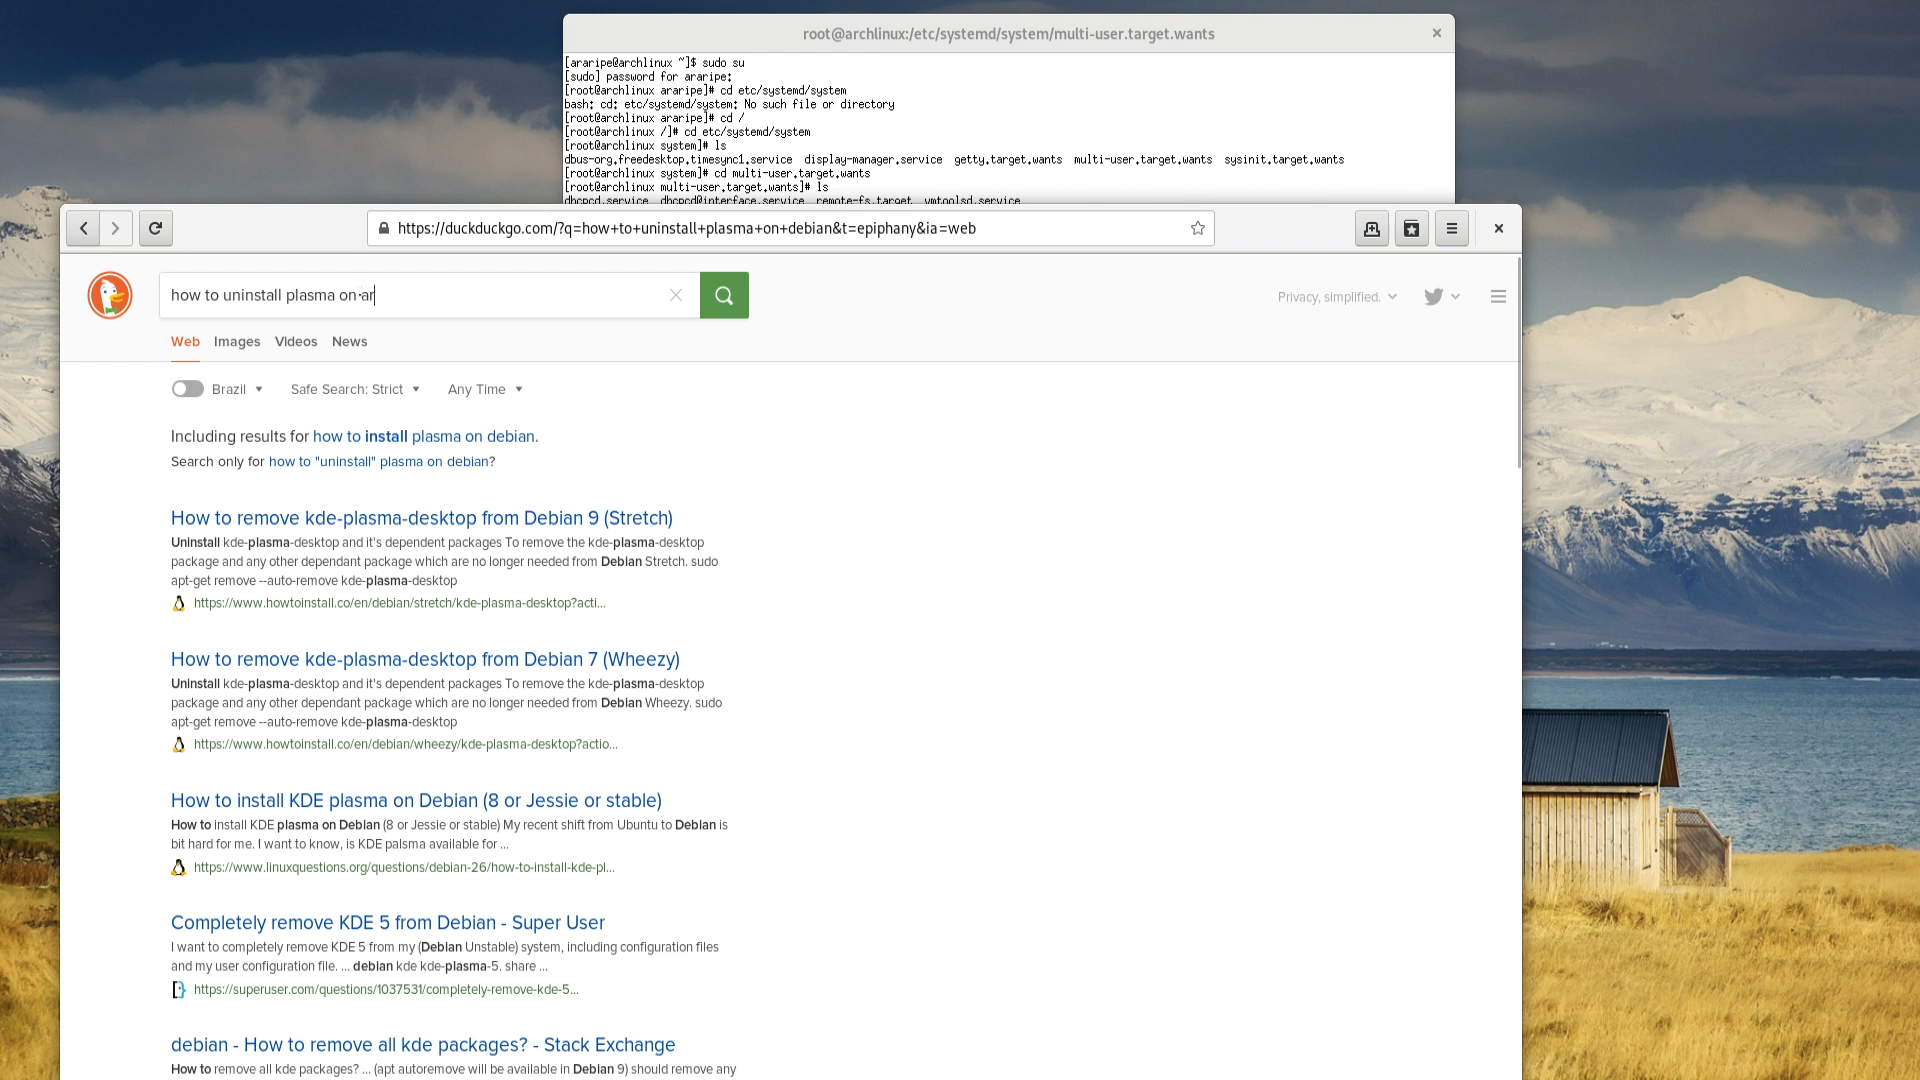 root@archlinux:/etc/systemd/system/multi-user.target.wants
[araripe@archlinux ~]$ sudo su
[sudo] password for araripe:
[root@archlinux araripe]# cd etc/systemd/system
bash: cd: etc/systemd/system: No such file or directory
[root@archlinux araripe]# cd /
[root@archlinux /]# cd etc/systemd/system
[root@archlinux system]# ls
dbus-org.freedesktop.timesync1.service  display-manager.service  getty.target.wants  multi-user.target.wants  sysinit.target.wants
[root@archlinux system]# cd multi-user.target.wants
[root@archlinux multi-user.target.wants]# ls
dhcpcd.service  dhcpcd@interface.service  remote-fs.target  vmtoolsd.service
https://duckduckgo.com/?q=how+to+uninstall+plasma+on+debian&t=epiphany&ia=web
how to uninstall plasma on ar
Privacy, simplified.
Web Images Videos News
Brazil Safe Search: Strict Any Time
Including results for how to install plasma on debian.
Search only for how to "uninstall" plasma on debian?
How to remove kde-plasma-desktop from Debian 9 (Stretch)
Uninstall kde-plasma-desktop and it's dependent packages To remove the kde-plasma-desktop
package and any other dependant package which are no longer needed from Debian Stretch. sudo
apt-get remove --auto-remove kde-plasma-desktop
https://www.howtoinstall.co/en/debian/stretch/kde-plasma-desktop?acti...
How to remove kde-plasma-desktop from Debian 7 (Wheezy)
Uninstall kde-plasma-desktop and it's dependent packages To remove the kde-plasma-desktop
package and any other dependant package which are no longer needed from Debian Wheezy. sudo
apt-get remove --auto-remove kde-plasma-desktop
https://www.howtoinstall.co/en/debian/wheezy/kde-plasma-desktop?actio...
How to install KDE plasma on Debian (8 or Jessie or stable)
How to install KDE plasma on Debian (8 or Jessie or stable) My recent shift from Ubuntu to Debian is
bit hard for me. I want to know, is KDE palsma available for ...
https://www.linuxquestions.org/questions/debian-26/how-to-install-kde-pl...
Completely remove KDE 5 from Debian - Super User
I want to completely remove KDE 5 from my (Debian Unstable) system, including configuration files
and my user configuration file. ... debian kde kde-plasma-5. share ...
https://superuser.com/questions/1037531/completely-remove-kde-5...
debian - How to remove all kde packages? - Stack Exchange
How to remove all kde packages? ... (apt autoremove will be available in Debian 9) should remove any